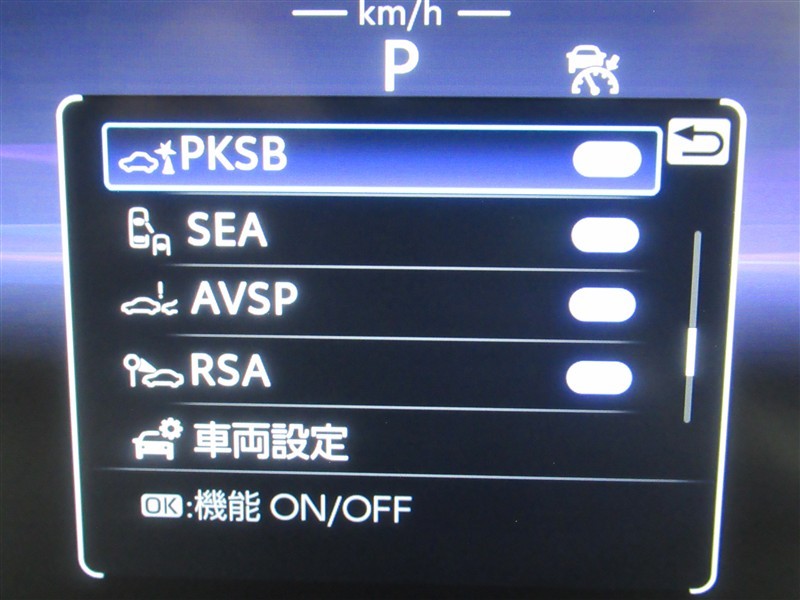 km/h
P
PKSB
SEA
AVSP
RSA
車両設定
OK:機能 ON/OFF